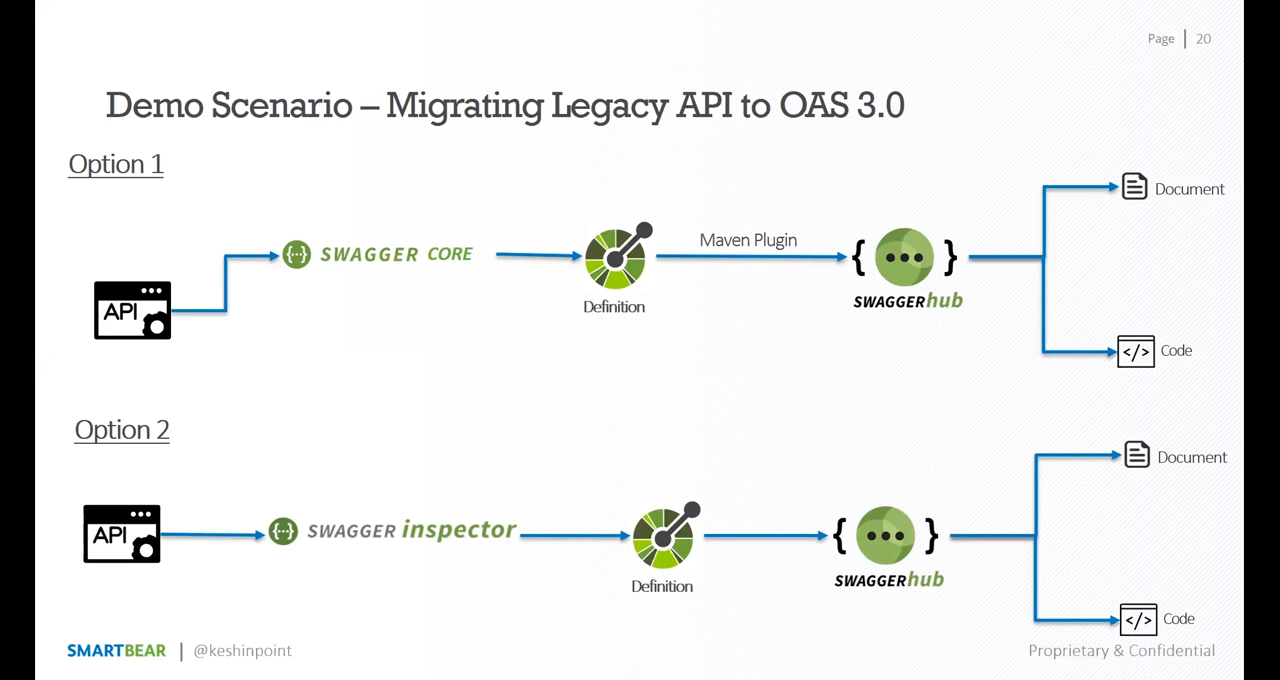 Page | 20
Demo Scenario – Migrating Legacy API to OAS 3.0
Option 1
Document
Maven Plugin
{...} SWAGGER CORE
{ ... }
API
SWAGGERhub
Definition
</> Code
Option 2
Document
API
{...} SWAGGER inspector
{ ... }
SWAGGERhub
Definition
</> Code
SMARTBEAR | @keshinpoint
Proprietary & Confidential